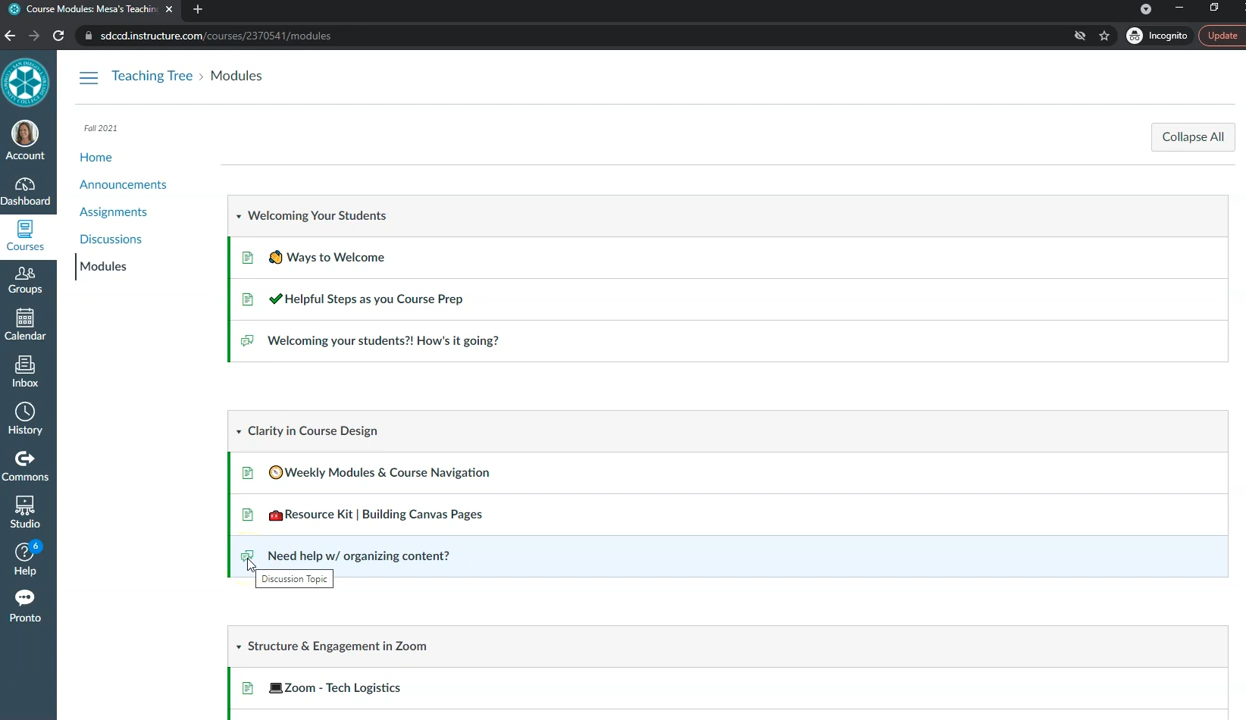 Course Modules: Mesa's Teachin
sdccd.instructure.com/courses/2370541/modules
Incognito
Update
Teaching Tree › Modules
Fall 2021
Collapse All
Account
Dashboard
Courses
Groups
Calendar
Inbox
History
Commons
Studio
6
Help
Pronto
Home
Announcements
Assignments
Discussions
Modules
Welcoming Your Students
Ways to Welcome
Helpful Steps as you Course Prep
Welcoming your students?! How's it going?
Clarity in Course Design
Weekly Modules & Course Navigation
Resource Kit | Building Canvas Pages
Need help w/ organizing content?
Discussion Topic
Structure & Engagement in Zoom
Zoom - Tech Logistics